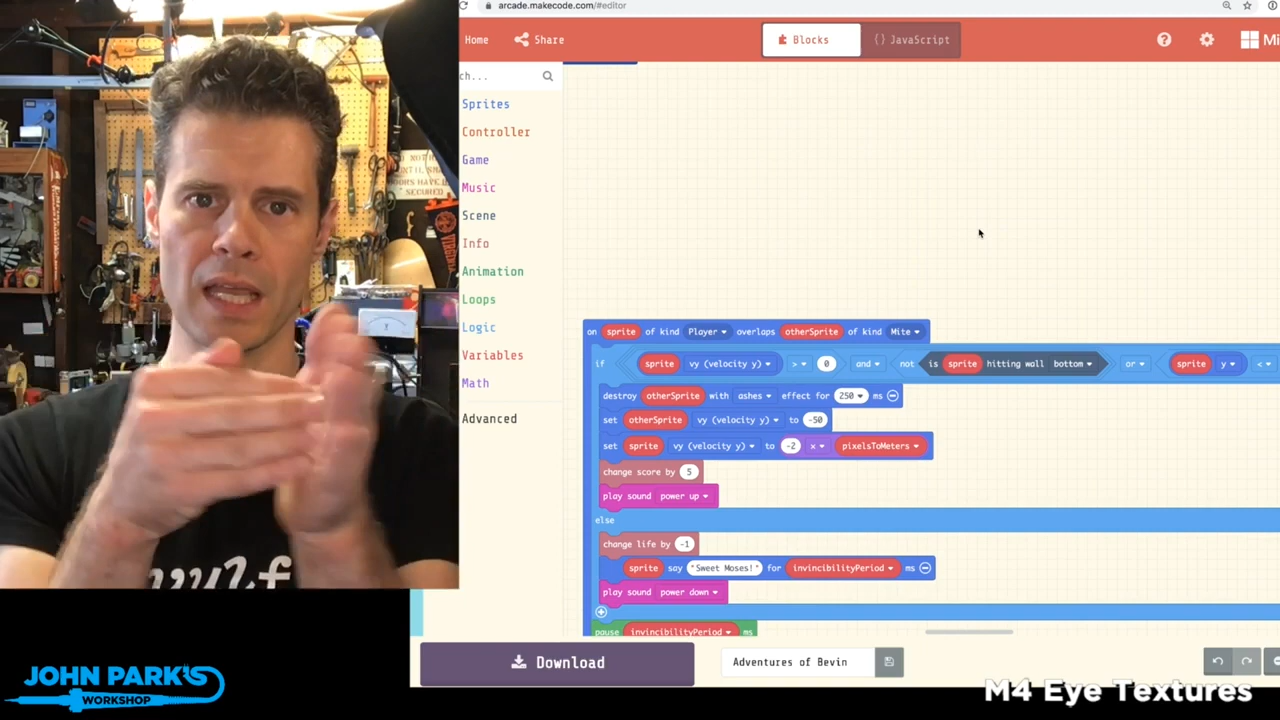 arcade.makecode.com/#editor
Home
Share
Blocks
{} JavaScript
Mi
ch...
Sprites
Controller
Game
Music
Scene
Info
Animation
Loops
Logic
Variables
Math
Advanced
on sprite of kind Player overlaps otherSprite of kind Mite
if sprite vy (velocity y) > 0 and not is sprite hitting wall bottom or sprite y <
destroy otherSprite with ashes effect for 250 ms
set otherSprite vy (velocity y) to -50
set sprite vy (velocity y) to -2 x pixelsToMeters
change score by 5
play sound power up
else
change life by -1
sprite say "Sweet Moses!" for invincibilityPeriod ms
play sound power down
pause invincibilityPeriod ms
Download
Adventures of Bevin
JOHN PARK'S
WORKSHOP
M4 Eye Textures